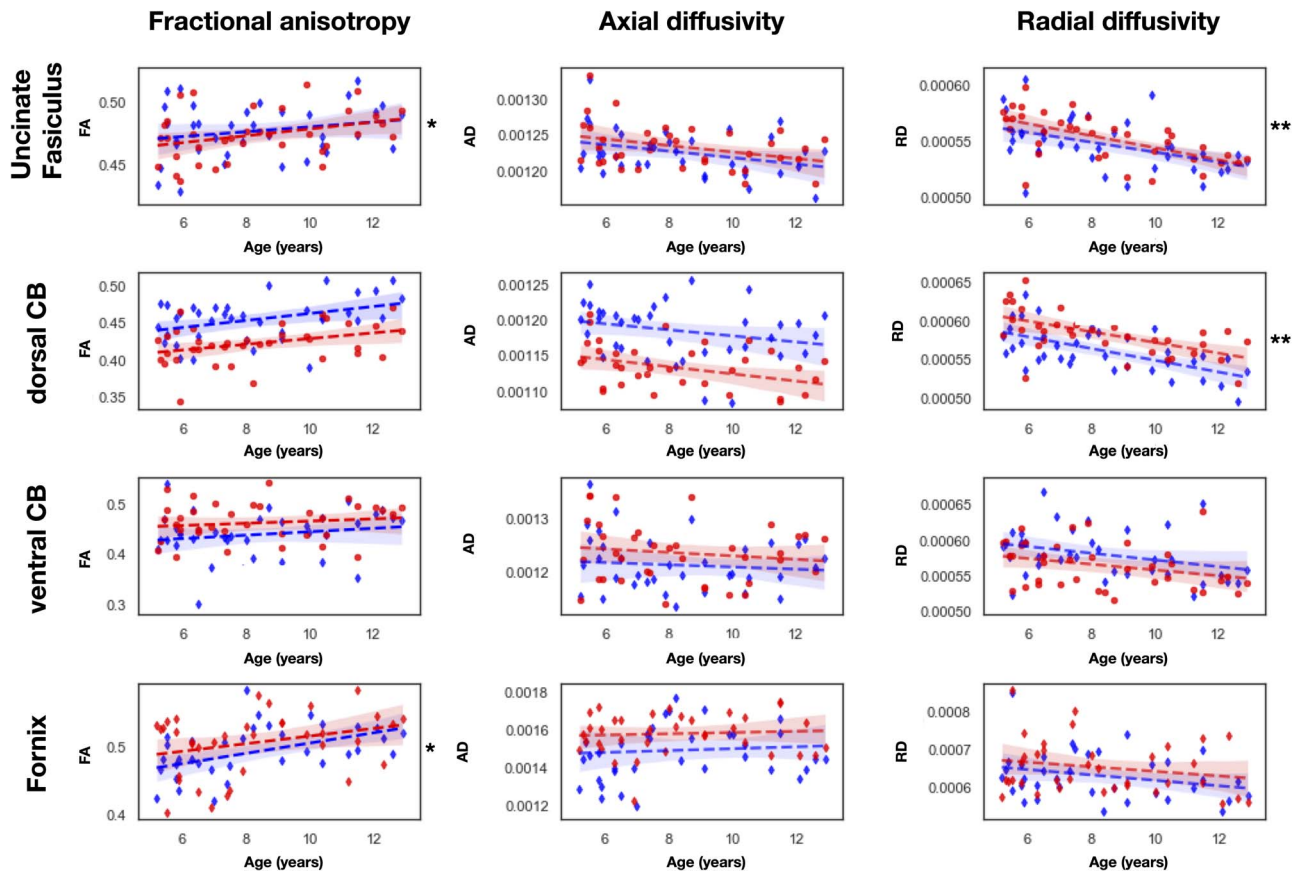 Fractional anisotropy Axial diffusivity Radial diffusivity
Uncinate
Fasiculus
FA
0.50
0.45
6 8 10 12
Age (years)
*
AD
0.00130
0.00125
0.00120
6 8 10 12
Age (years)
RD
0.00060
0.00055
0.00050
6 8 10 12
Age (years)
**
dorsal CB
FA
0.50
0.45
0.40
0.35
6 8 10 12
Age (years)
AD
0.00125
0.00120
0.00115
0.00110
6 8 10 12
Age (years)
RD
0.00065
0.00060
0.00055
0.00050
6 8 10 12
Age (years)
**
ventral CB
FA
0.5
0.4
0.3
6 8 10 12
Age (years)
AD
0.0013
0.0012
6 8 10 12
Age (years)
RD
0.00065
0.00060
0.00055
0.00050
6 8 10 12
Age (years)
Fornix
FA
0.5
0.4
6 8 10 12
Age (years)
*
AD
0.0018
0.0016
0.0014
0.0012
6 8 10 12
Age (years)
RD
0.0008
0.0007
0.0006
6 8 10 12
Age (years)